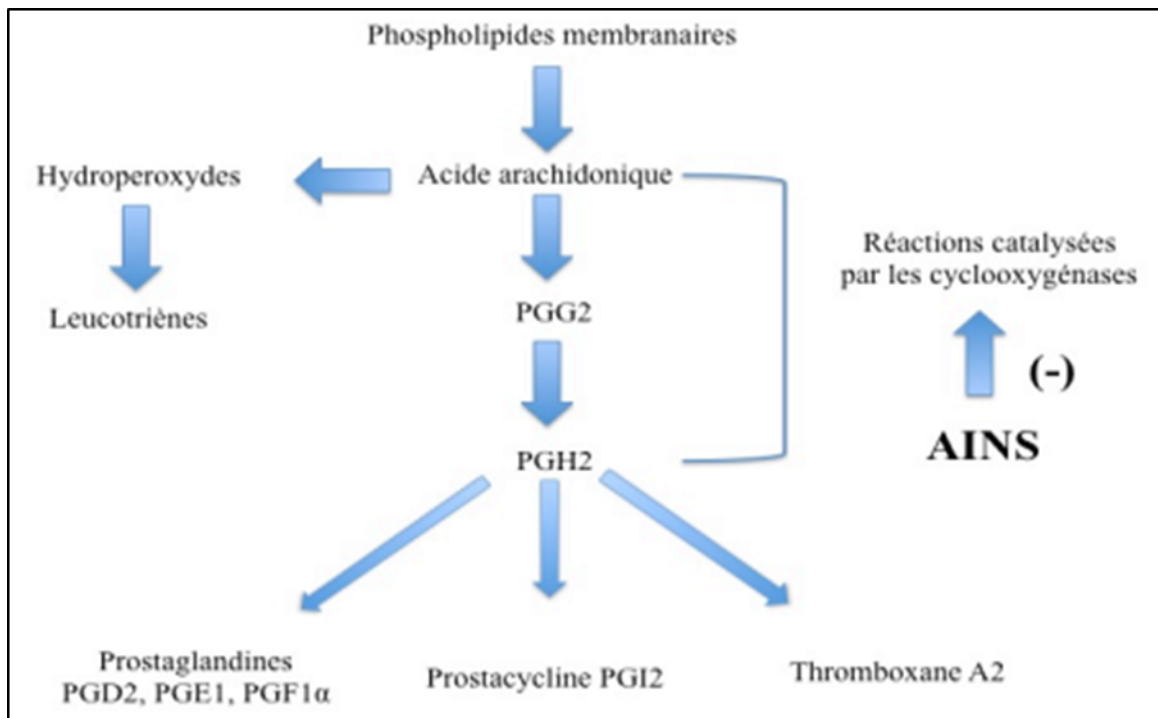 Phospholipides membranaires
Hydroperoxydes
Acide arachidonique
Réactions catalysées
par les cyclooxygénases
Leucotriènes
PGG2
(-)
AINS
PGH2
Prostaglandines
PGD2, PGE1, PGF1α
Prostacycline PGI2
Thromboxane A2